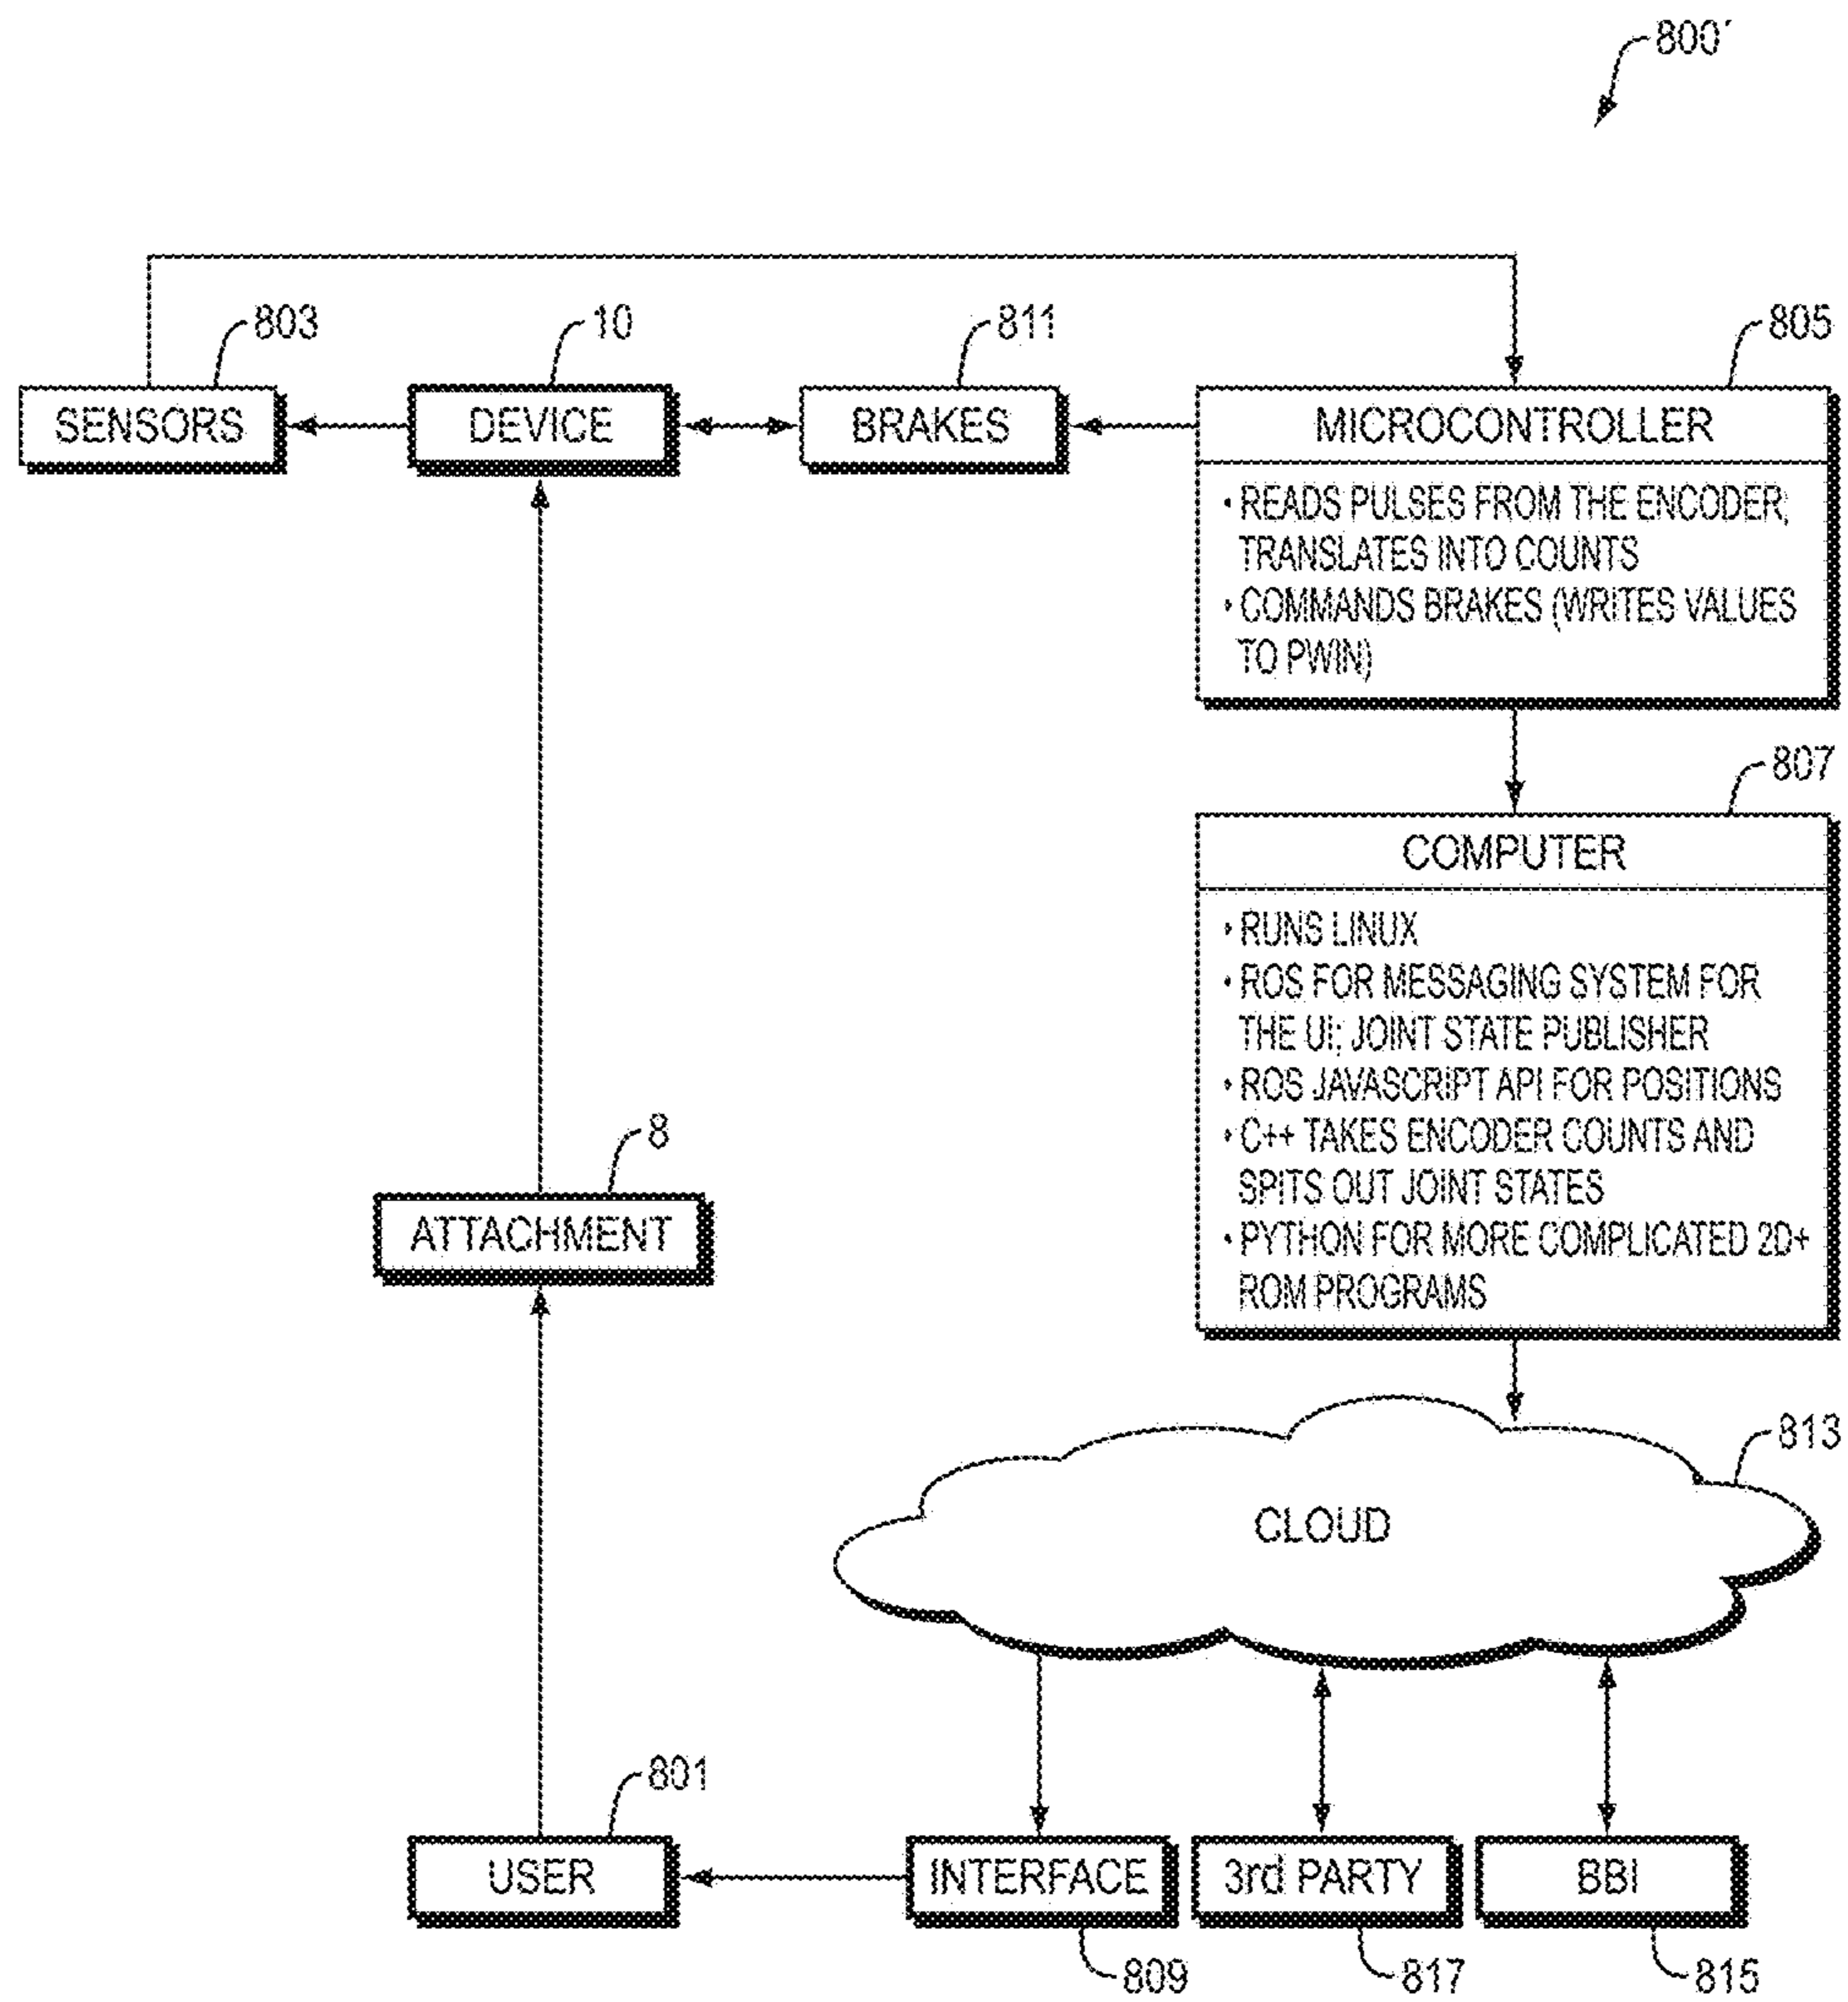 800´
803
10
811
805
SENSORS
DEVICE
BRAKES
MICROCONTROLLER
• READS PULSES FROM THE ENCODER;
TRANSLATES INTO COUNTS
• COMMANDS BRAKES (WRITES VALUES
TO PWIN)
807
COMPUTER
• RUNS LINUX
• ROS FOR MESSAGING SYSTEM FOR
THE UI; JOINT STATE PUBLISHER
• ROS JAVASCRIPT API FOR POSITIONS
• C++ TAKES ENCODER COUNTS AND
SPITS OUT JOINT STATES
• PYTHON FOR MORE COMPLICATED 2D+
ROM PROGRAMS
8
ATTACHMENT
813
CLOUD
801
USER
INTERFACE
3rd PARTY
BBI
809
817
815